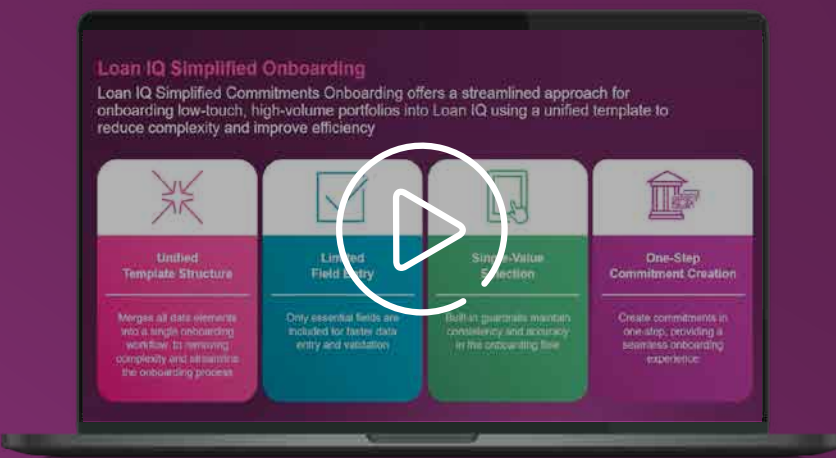 Loan IQ Simplified Onboarding
Loan IQ Simplified Commitments Onboarding offers a streamlined approach for
onboarding low-touch, high-volume portfolios into Loan IQ using a unified template to
reduce complexity and improve efficiency
Unified
Template Structure
Merges all data elements
into a single onboarding
workflow, to removing
complexity and streamline
the onboarding process
Limited
Field Entry
Only essential fields are
included for faster data
entry and validation
Single-Value
Selection
Built-in guardrails maintain
consistency and accuracy
in the onboarding flow
One-Step
Commitment Creation
Create commitments in
one-step, providing a
seamless onboarding
experience